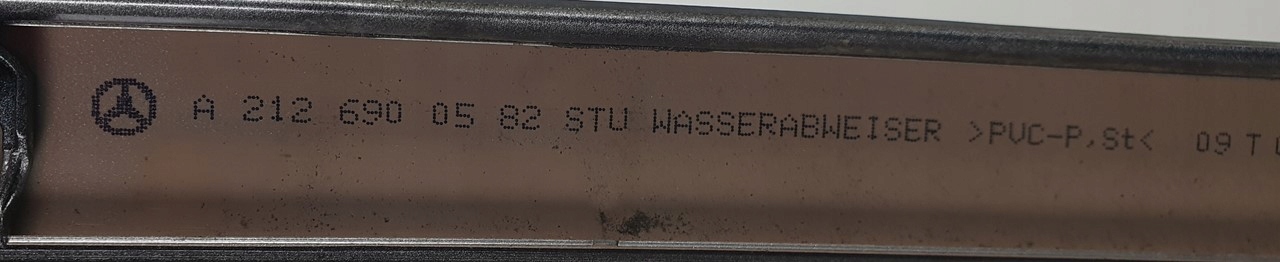 A 212 690 05 82 STU WASSERABWEISER >PVC-P,St< 09 T